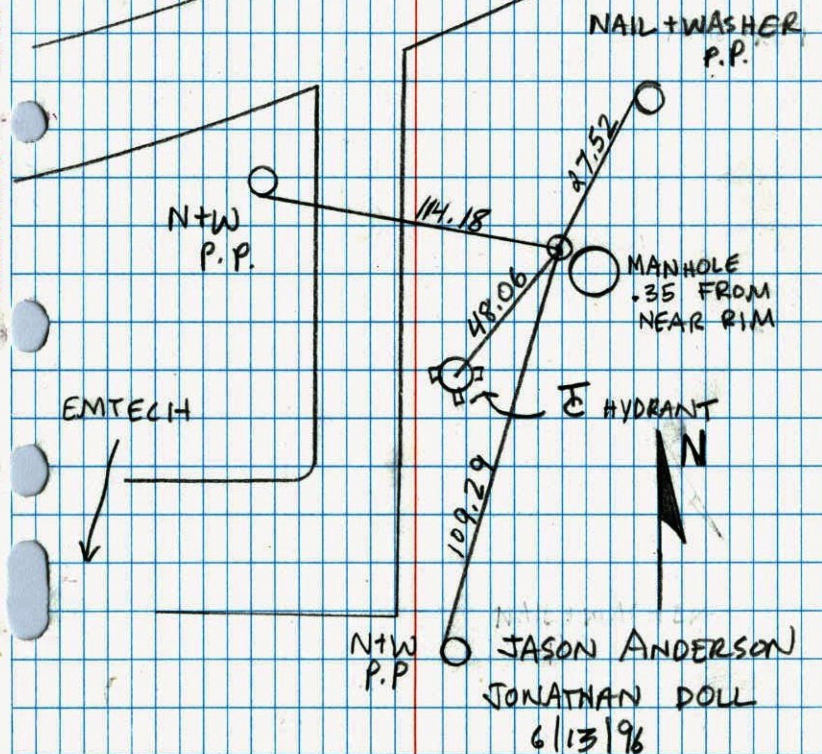 NAIL + WASHER
P.P.
27.52
N+W
P.P.
114.18
MANHOLE
.35 FROM
NEAR RIM
48.06
EMTECH
HYDRANT
N
109.29
N+W
P.P
JASON ANDERSON
JONATHAN DOLL
6/13/96